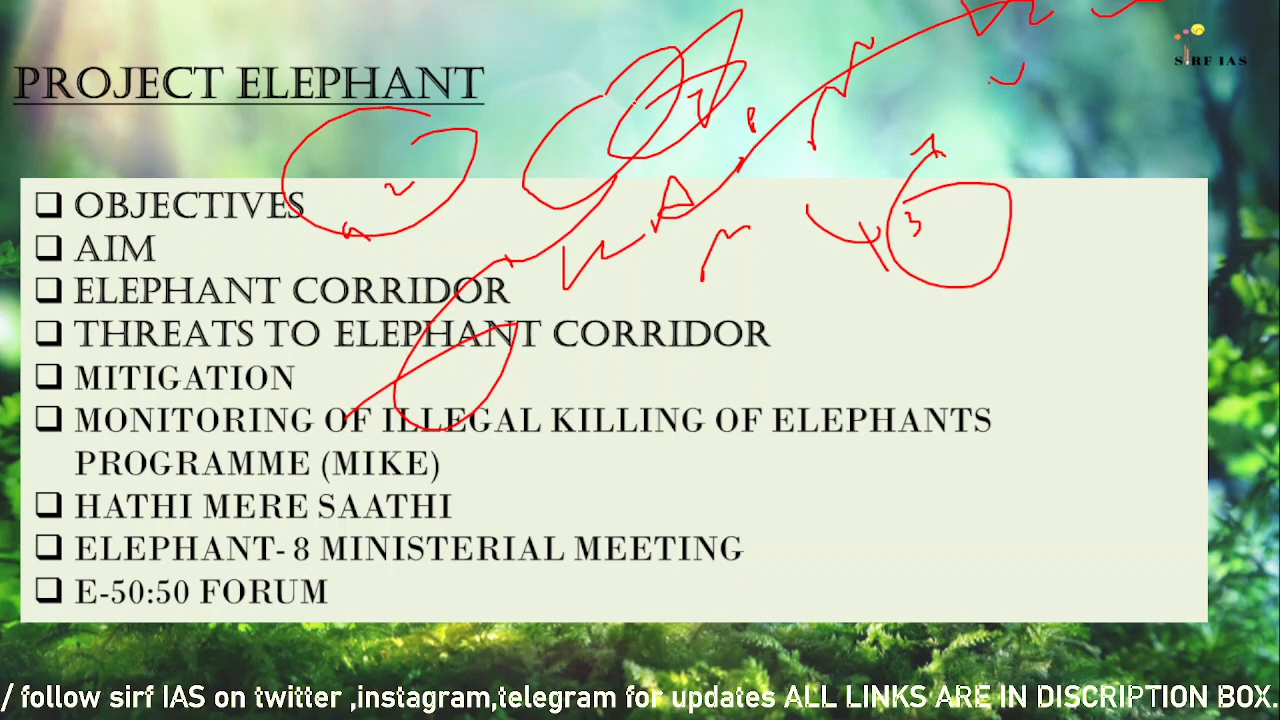 SIRF IAS
PROJECT ELEPHANT
2
3
❑ OBJECTIVES
❑ AIM
❑ ELEPHANT CORRIDOR
❑ THREATS TO ELEPHANT CORRIDOR
❑ MITIGATION
❑ MONITORING OF ILLEGAL KILLING OF ELEPHANTS
PROGRAMME (MIKE)
❑ HATHI MERE SAATHI
❑ ELEPHANT- 8 MINISTERIAL MEETING
❑ E-50:50 FORUM
/ follow sirf IAS on twitter ,instagram,telegram for updates ALL LINKS ARE IN DISCRIPTION BOX.